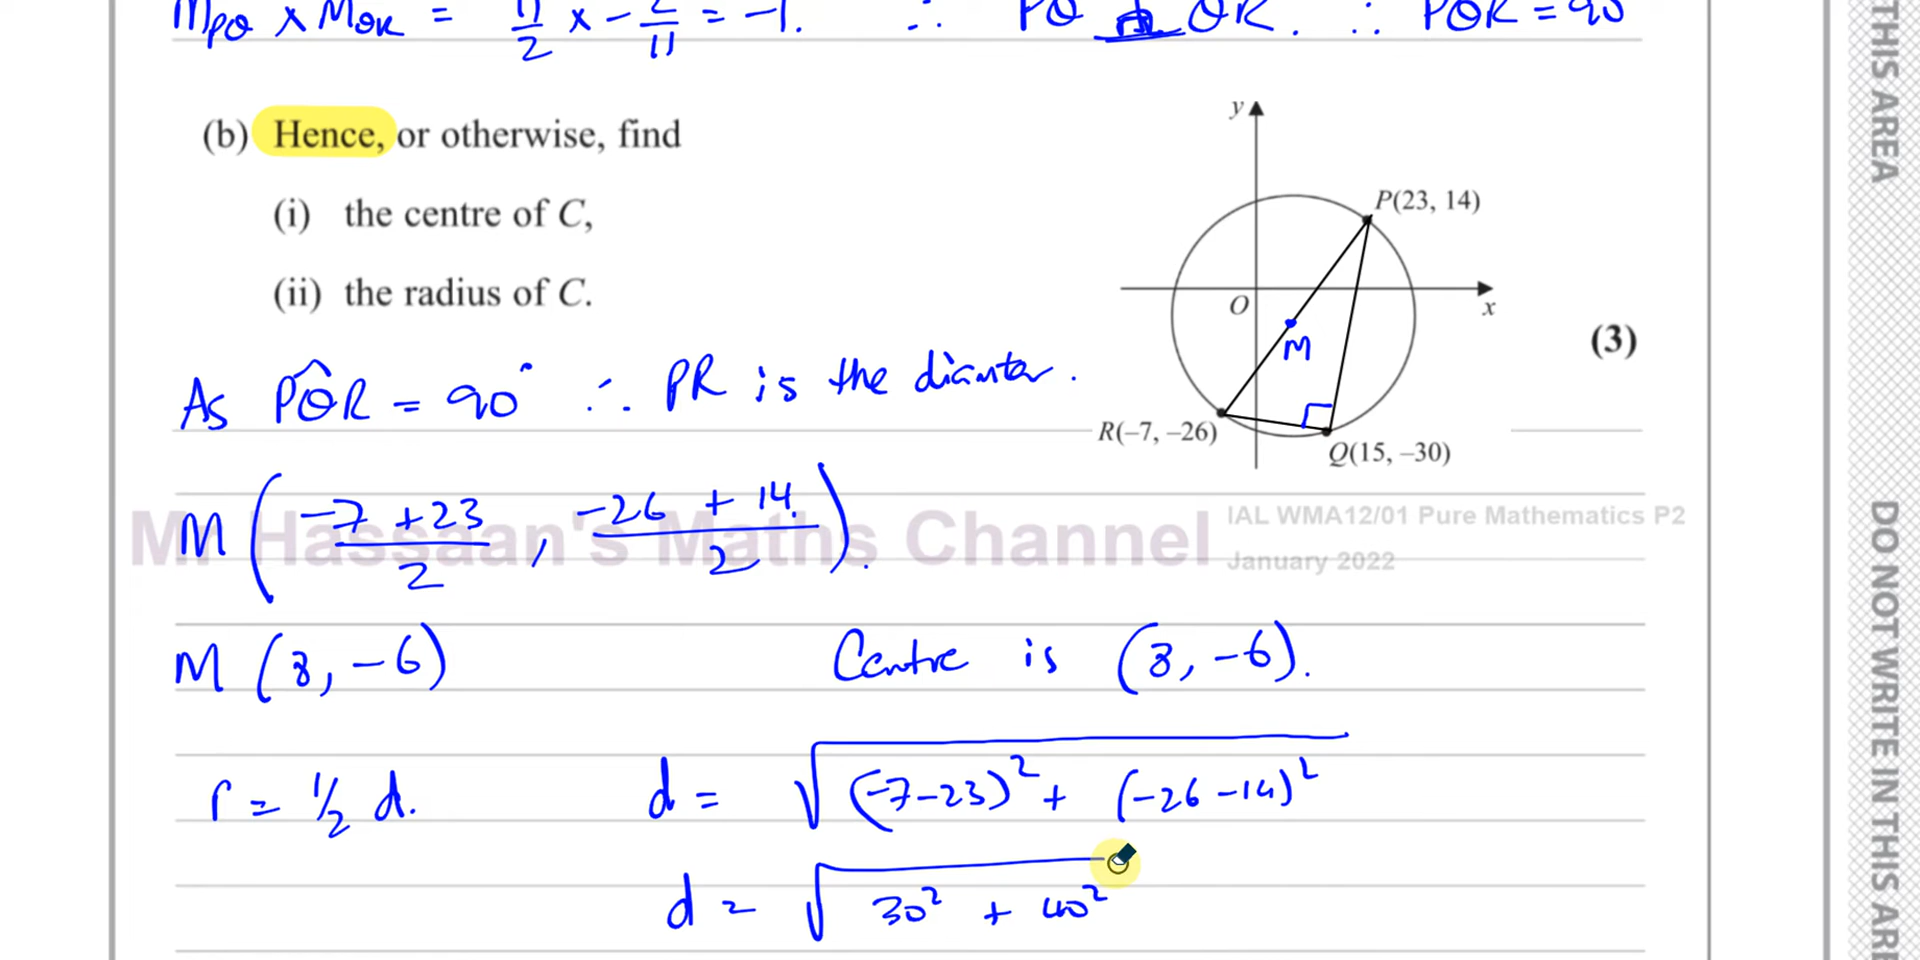 M_PQ × M_QR = 11/2 × -2/11 = -1. ∴ PQ ⊥ QR. ∴ PQR = 90
(b) Hence, or otherwise, find
(i) the centre of C,
(ii) the radius of C.
y
P(23, 14)
O
x
M
R(–7, –26)
Q(15, –30)
(3)
As PQ̂R = 90° ∴ PR is the diameter.
M ( (-7 + 23)/2 , (-26 + 14)/2 ).
Mr Hassaan's Maths Channel
IAL WMA12/01 Pure Mathematics P2
January 2022
M (8, -6)
Centre is (8, -6).
r = 1/2 d.
d = √((-7-23)² + (-26-14)²)
d = √(30² + 40²)
THIS AREA
DO NOT WRITE IN THIS ARE